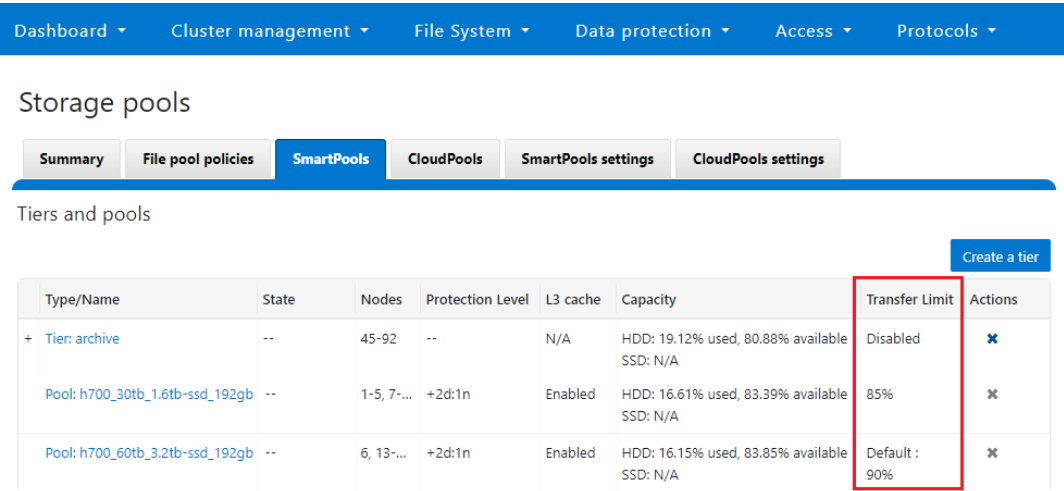 Dashboard Cluster management File System Data protection Access Protocols
Storage pools
Summary File pool policies SmartPools CloudPools SmartPools settings CloudPools settings
Tiers and pools
Create a tier
Type/Name State Nodes Protection Level L3 cache Capacity Transfer Limit Actions
+ Tier: archive -- 45-92 -- N/A HDD: 19.12% used, 80.88% available Disabled
SSD: N/A
Pool: h700_30tb_1.6tb-ssd_192gb -- 1-5, 7-... +2d:1n Enabled HDD: 16.61% used, 83.39% available 85%
SSD: N/A
Pool: h700_60tb_3.2tb-ssd_192gb -- 6, 13-... +2d:1n Enabled HDD: 16.15% used, 83.85% available Default :
SSD: N/A 90%